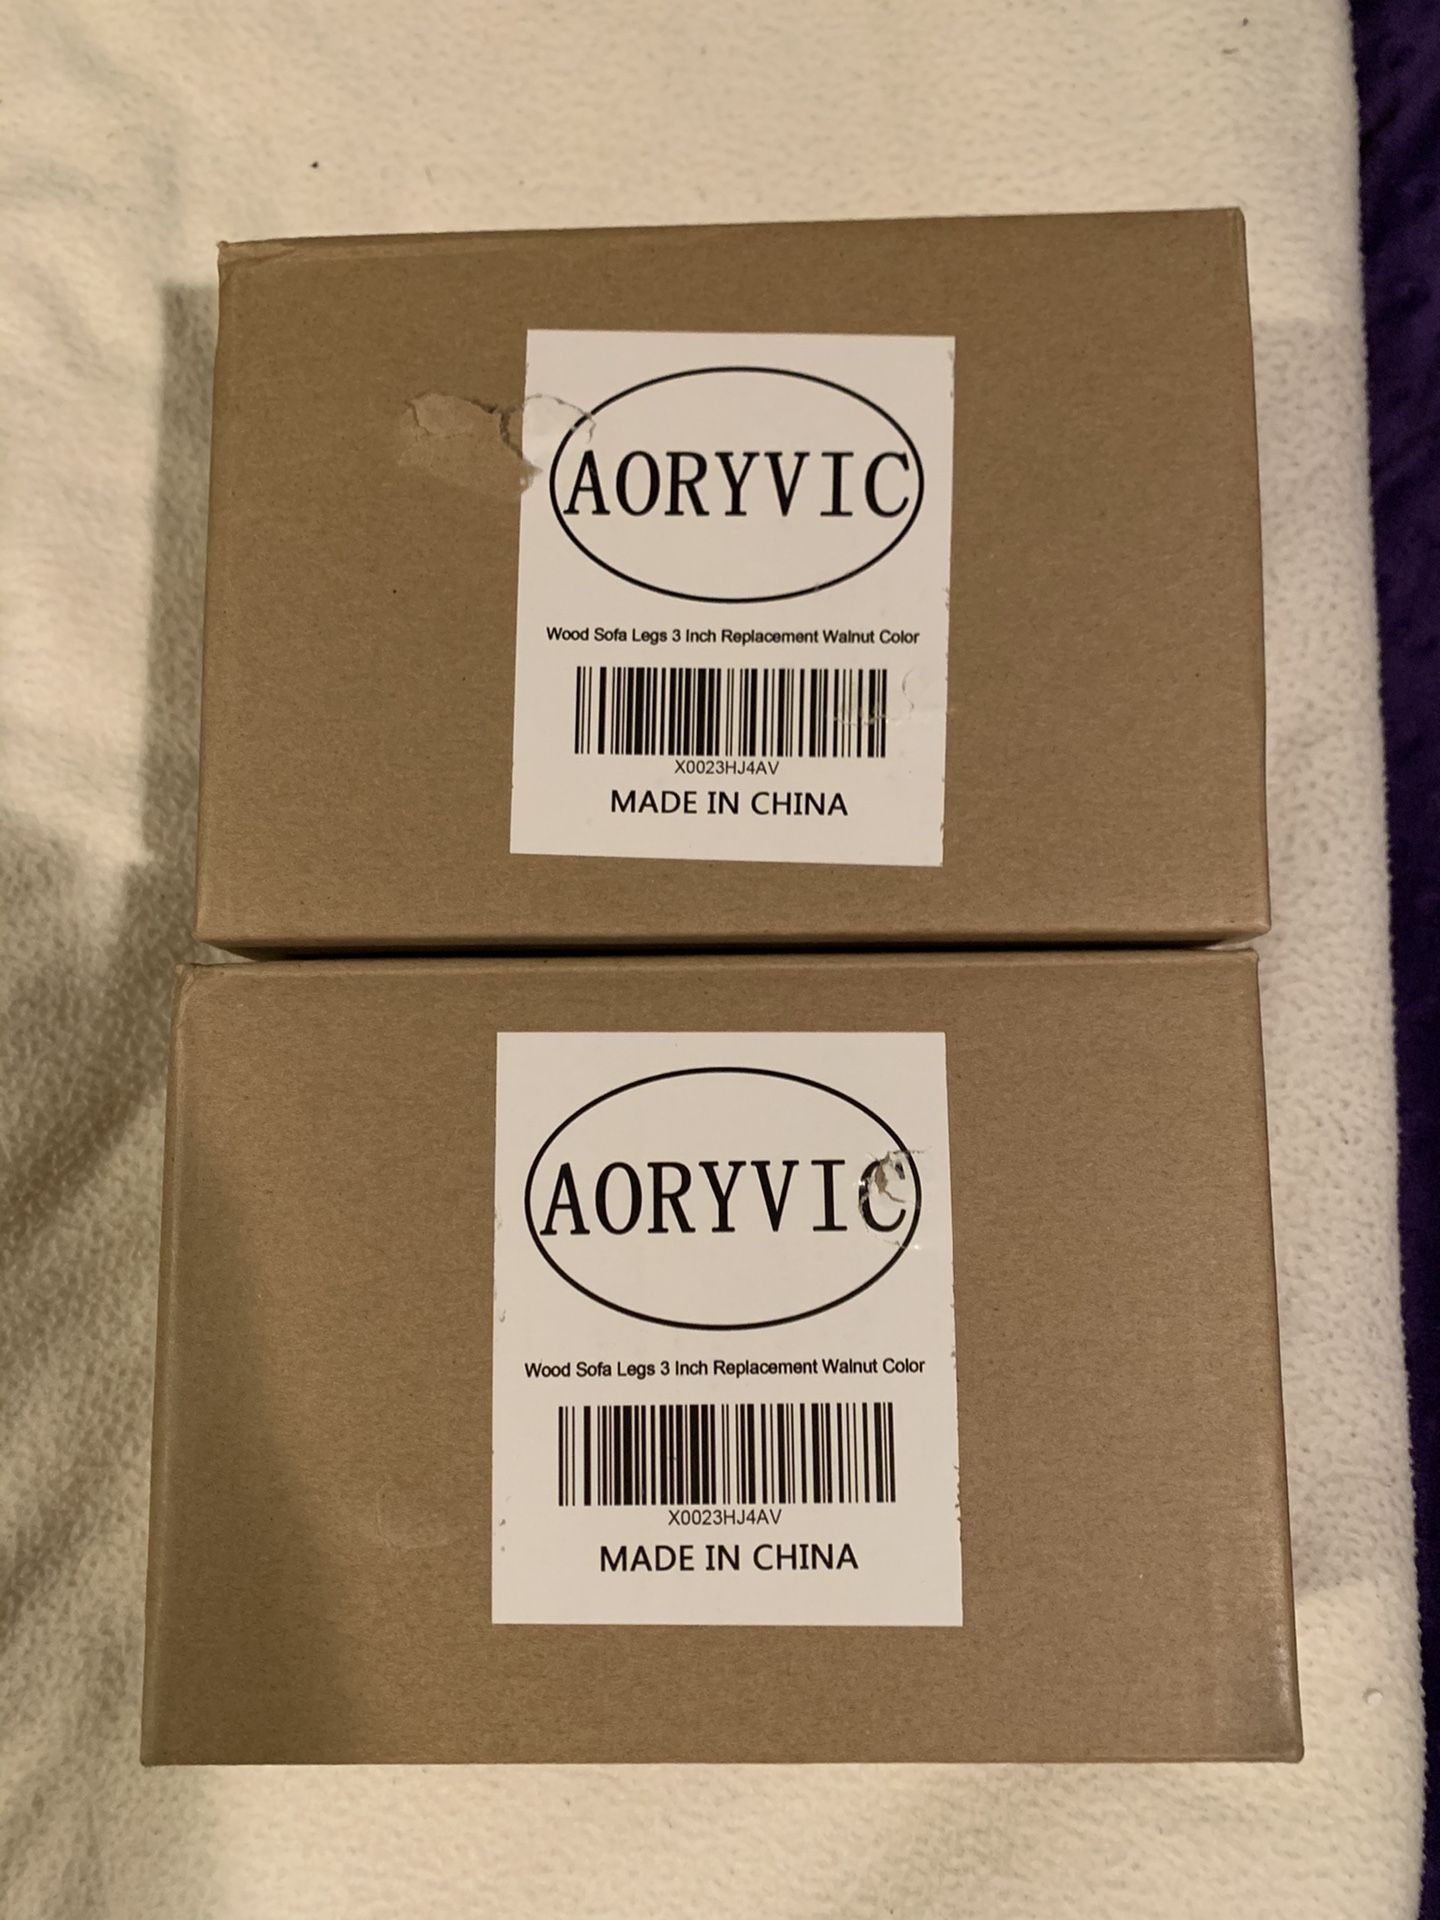 AORYVIC
Wood Sofa Legs 3 Inch Replacement Walnut Color
X0023HJ4AV
MADE IN CHINA
AORYVIC
Wood Sofa Legs 3 Inch Replacement Walnut Color
X0023HJ4AV
MADE IN CHINA